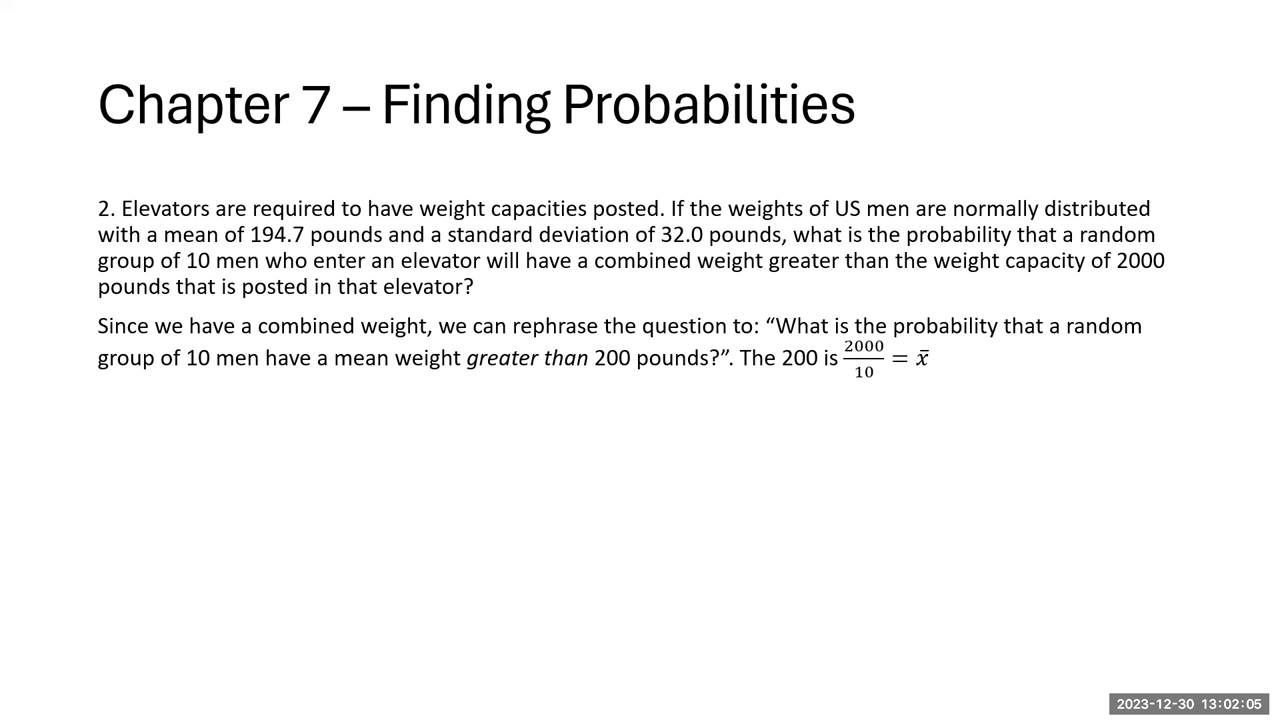 Chapter 7 – Finding Probabilities
2. Elevators are required to have weight capacities posted. If the weights of US men are normally distributed
with a mean of 194.7 pounds and a standard deviation of 32.0 pounds, what is the probability that a random
group of 10 men who enter an elevator will have a combined weight greater than the weight capacity of 2000
pounds that is posted in that elevator?
Since we have a combined weight, we can rephrase the question to: “What is the probability that a random
group of 10 men have a mean weight greater than 200 pounds?”. The 200 is 2000/10 = x̄
2023-12-30 13:02:05